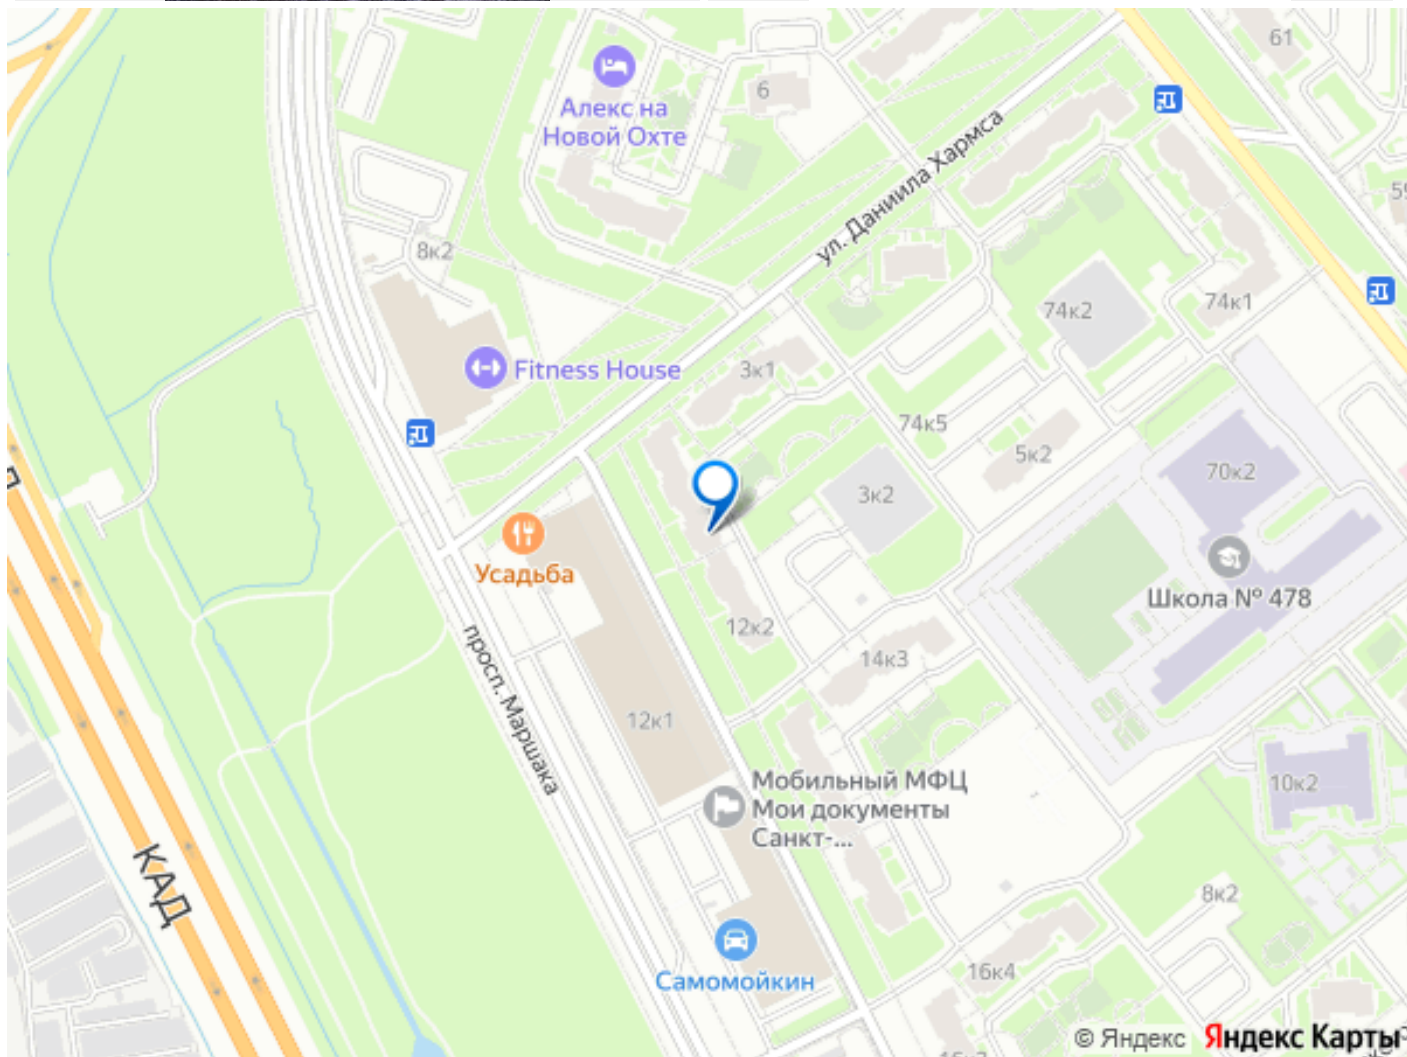 61
6
Алекс на
Новой Охте
ул. Даниила Хармса
59
8к2
74к2
74к1
Fitness House
3к1
74к5
5к2
70к2
3к2
Усадьба
Школа № 478
12к2
14к3
просп. Маршака
12к1
Мобильный МФЦ
Мои документы
Санкт-...
10к2
КАД
8к2
16к4
Самомойкин
© Яндекс Яндекс Карты